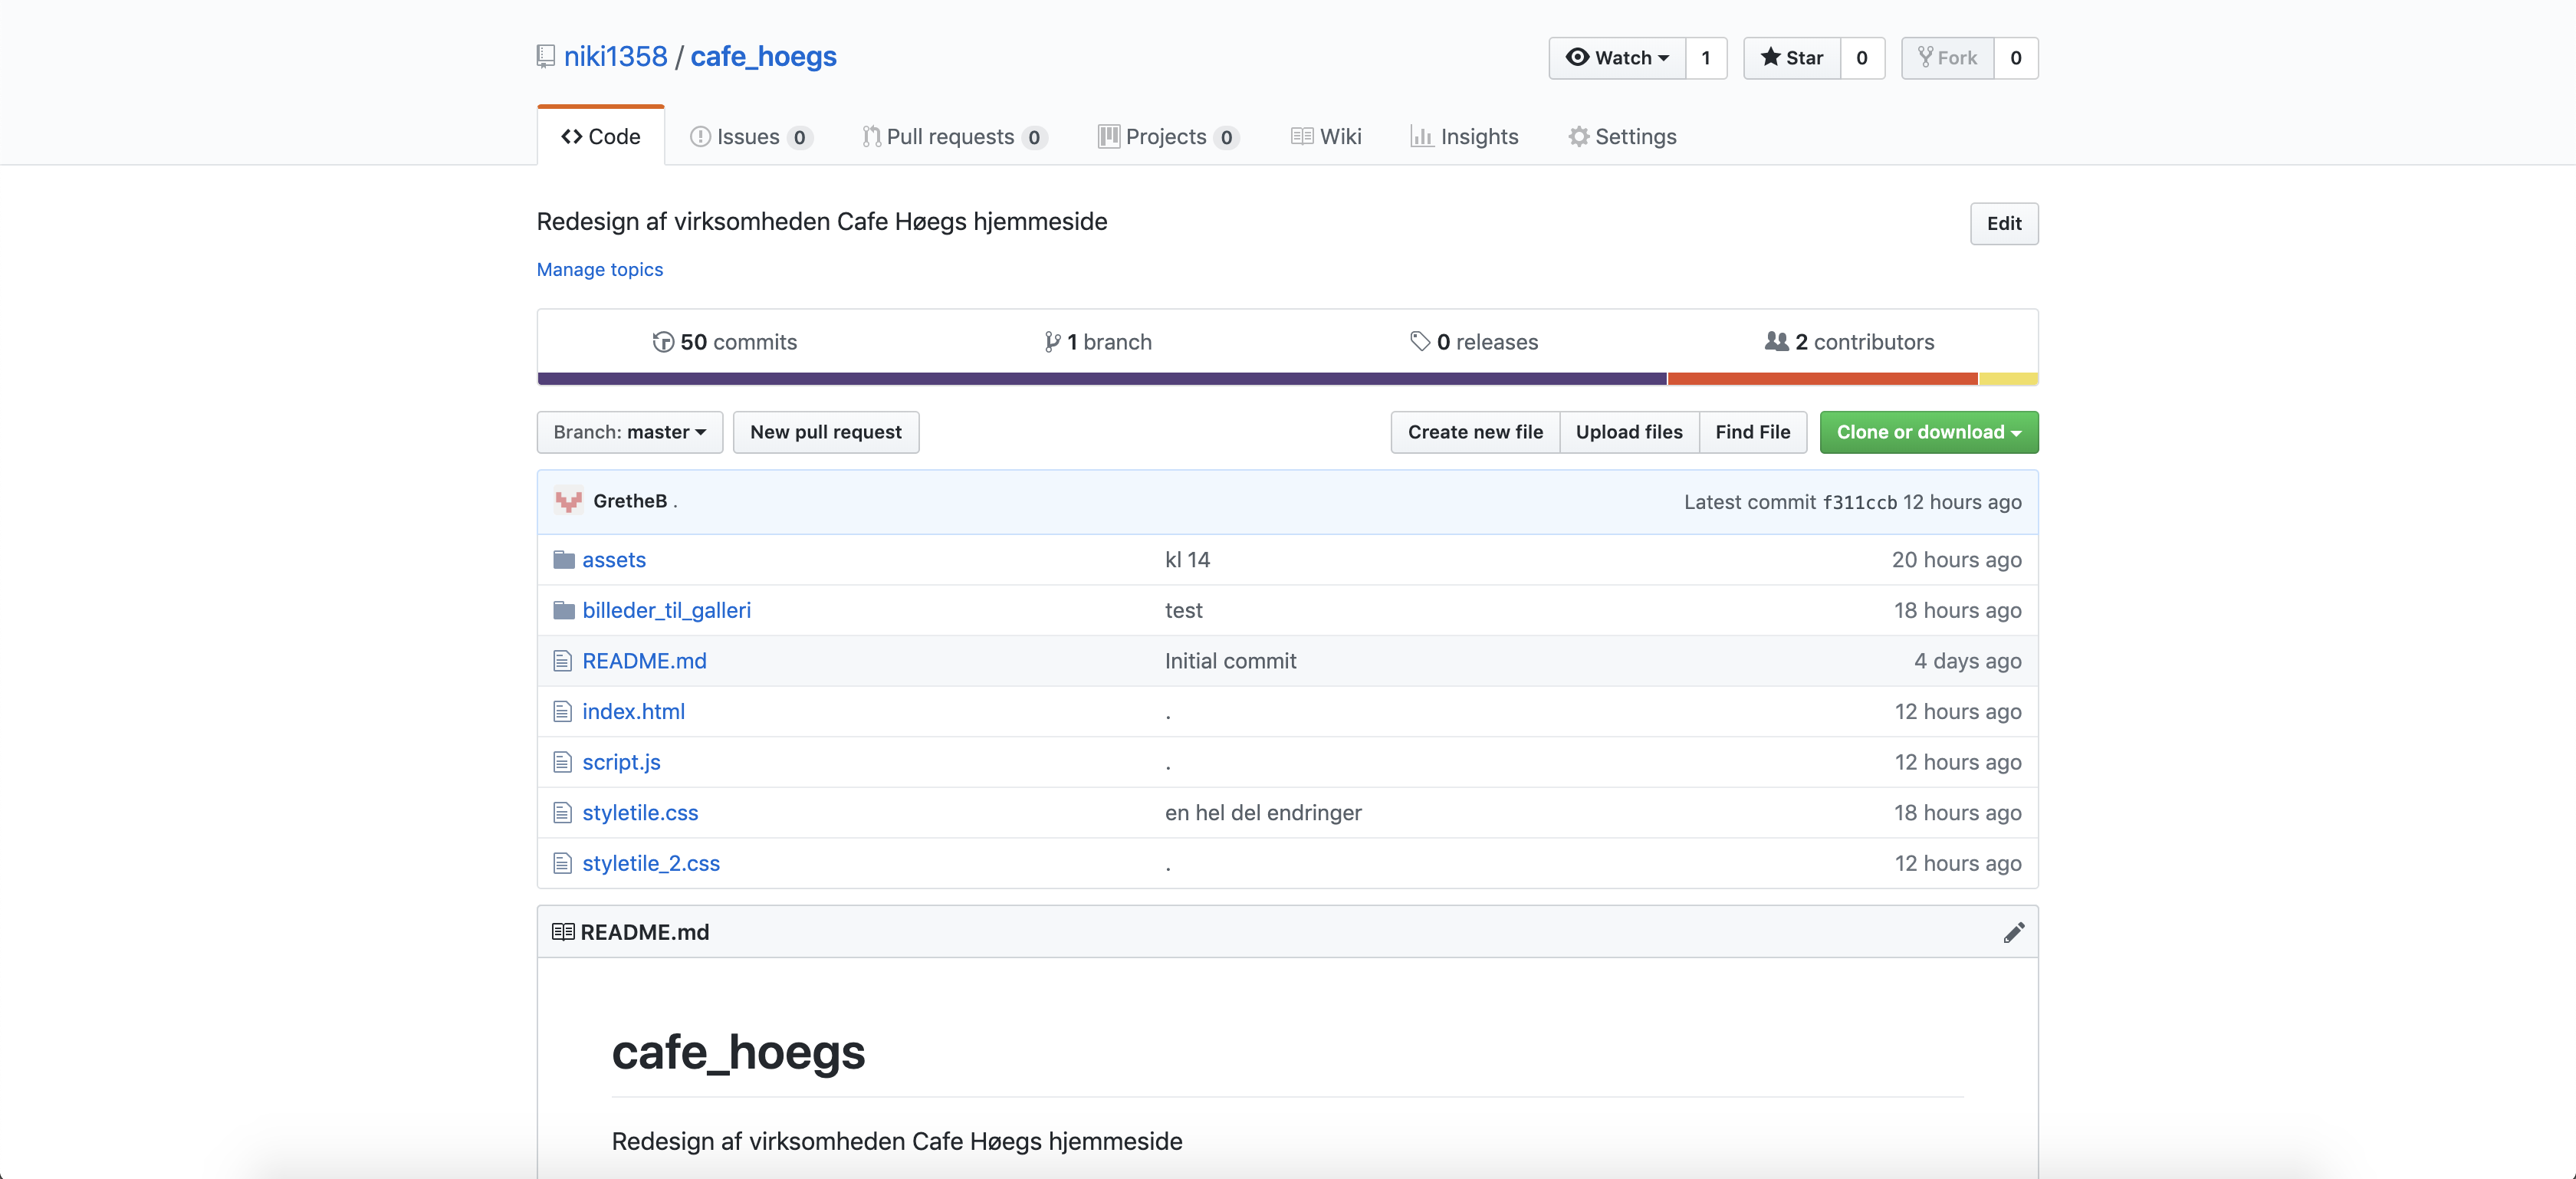 niki1358 / cafe_hoegs
Watch 1 Star 0 Fork 0
Code Issues 0 Pull requests 0 Projects 0 Wiki Insights Settings
Redesign af virksomheden Cafe Høegs hjemmeside Edit
Manage topics
50 commits 1 branch 0 releases 2 contributors
Branch: master New pull request Create new file Upload files Find File Clone or download
GretheB . Latest commit f311ccb 12 hours ago
assets kl 14 20 hours ago
billeder_til_galleri test 18 hours ago
README.md Initial commit 4 days ago
index.html . 12 hours ago
script.js . 12 hours ago
styletile.css en hel del endringer 18 hours ago
styletile_2.css . 12 hours ago
README.md
cafe_hoegs
Redesign af virksomheden Cafe Høegs hjemmeside